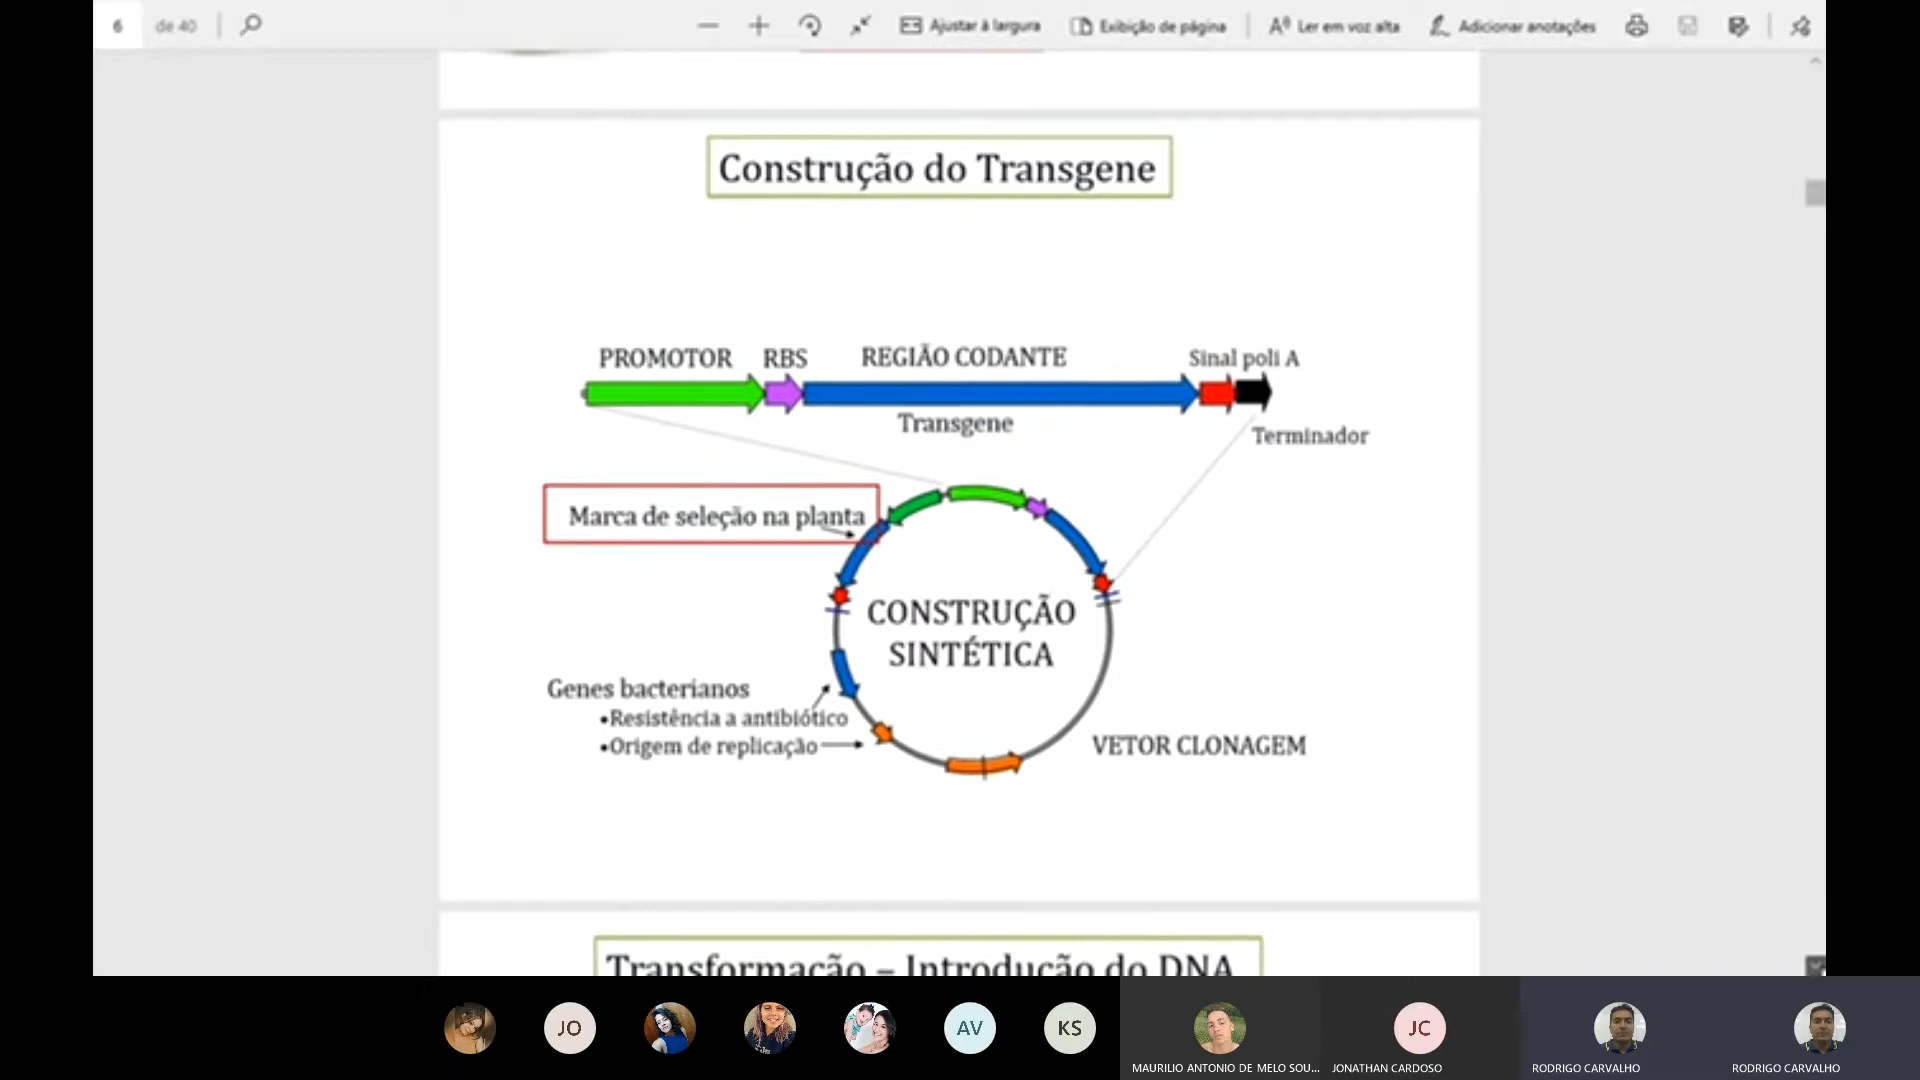 6 de 40 Ajustar à largura Exibição de página Ler em voz alta Adicionar anotações
Construção do Transgene
PROMOTOR RBS REGIÃO CODANTE Sinal poli A
Transgene
Terminador
Marca de seleção na planta
CONSTRUÇÃO
SINTÉTICA
Genes bacterianos
•Resistência a antibiótico
•Origem de replicação
VETOR CLONAGEM
Transformação – Introdução do DNA
JO AV KS JC
MAURILIO ANTONIO DE MELO SOU... JONATHAN CARDOSO RODRIGO CARVALHO RODRIGO CARVALHO